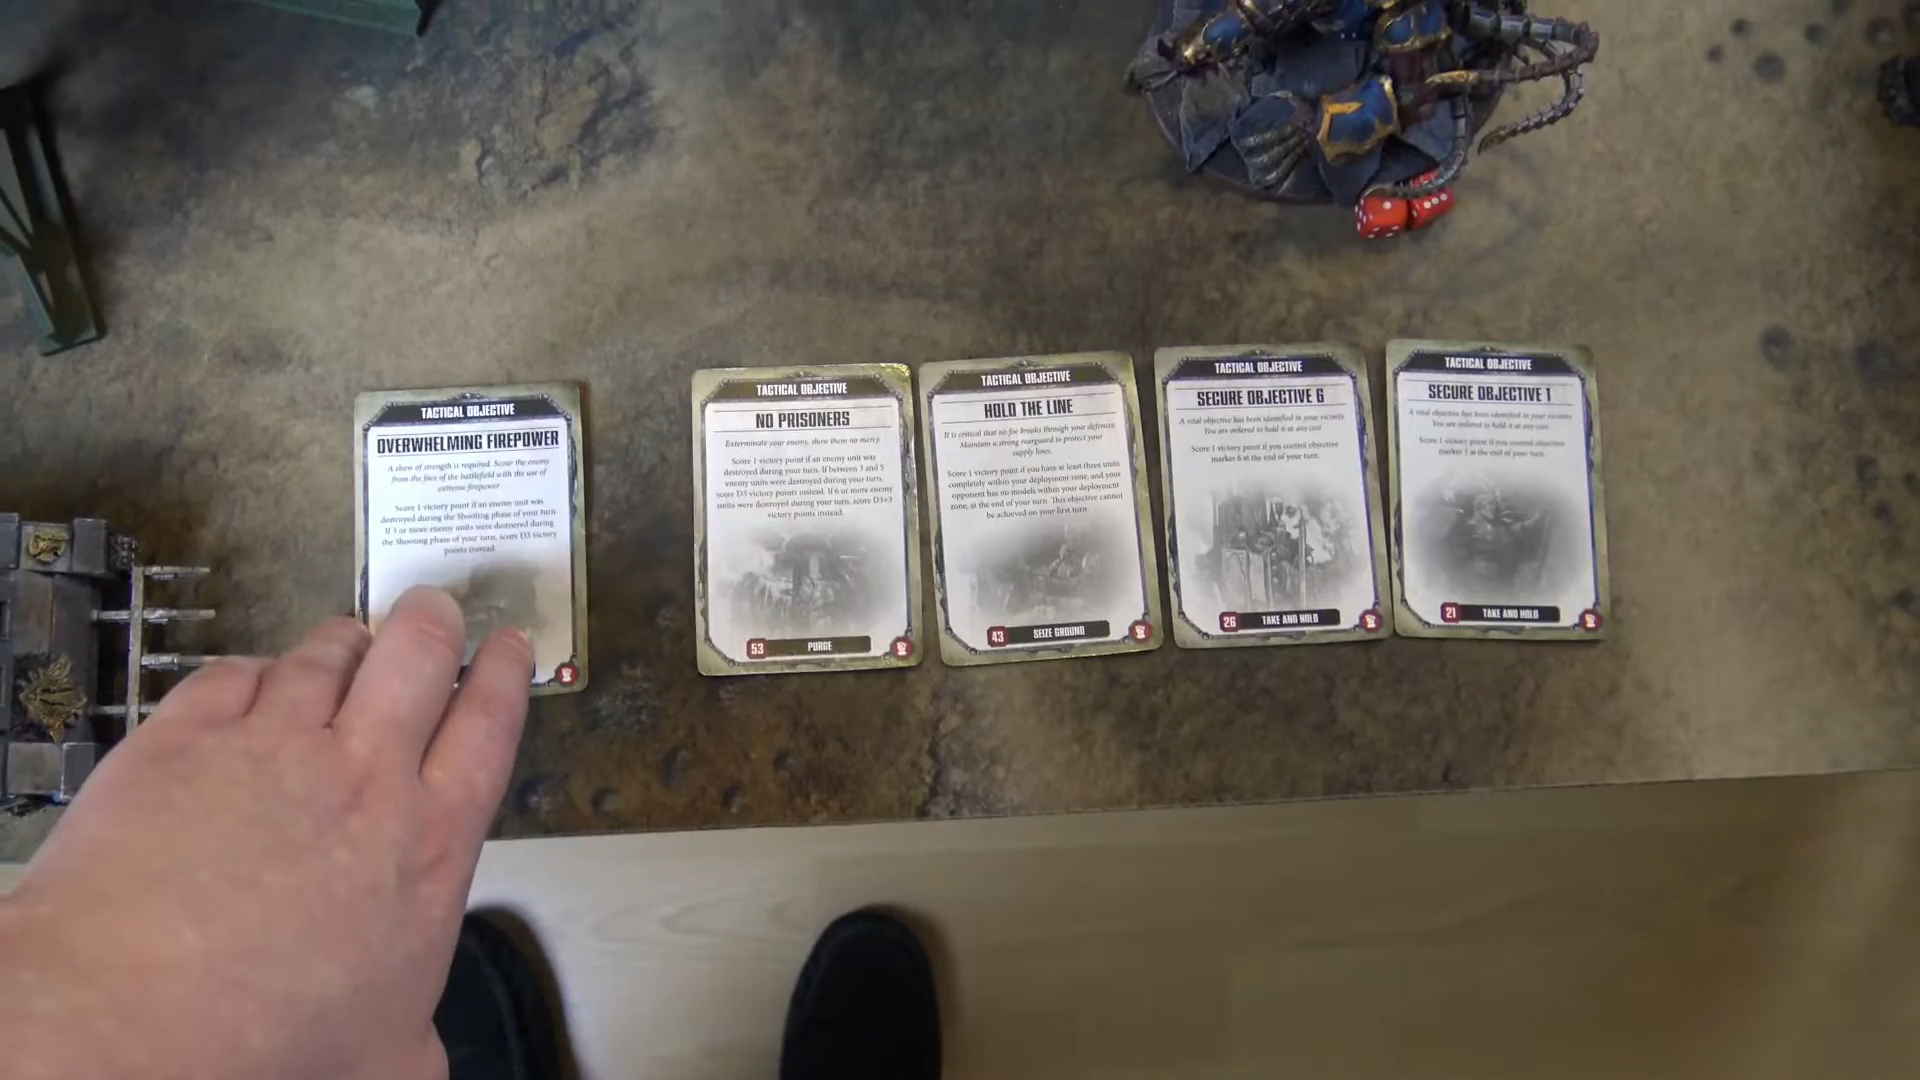 TACTICAL OBJECTIVE
OVERWHELMING FIREPOWER
A show of strength is required. Scour the enemy
from the face of the battlefield with the use of
extreme firepower
Score 1 victory point if an enemy unit was
destroyed during the Shooting phase of your turn.
If 3 or more enemy units were destroyed during
the Shooting phase of your turn, score D3 victory
points instead.
TACTICAL OBJECTIVE
NO PRISONERS
Exterminate your enemy, show them no mercy.
Score 1 victory point if an enemy unit was
destroyed during your turn. If between 3 and 5
enemy units were destroyed during your turn,
score D3 victory points instead. If 6 or more enemy
units were destroyed during your turn, score D3+3
victory points instead.
53 PURGE
TACTICAL OBJECTIVE
HOLD THE LINE
It is critical that no foe breaks through your defences.
Maintain a strong rearguard to protect your
supply lines.
Score 1 victory point if you have at least three units
completely within your deployment zone, and your
opponent has no models within your deployment
zone, at the end of your turn. This objective cannot
be achieved on your first turn.
43 SEIZE GROUND
TACTICAL OBJECTIVE
SECURE OBJECTIVE 6
A vital objective has been identified in your vicinity.
You are ordered to hold it at any cost.
Score 1 victory point if you control objective
marker 6 at the end of your turn.
26 TAKE AND HOLD
TACTICAL OBJECTIVE
SECURE OBJECTIVE 1
A vital objective has been identified in your vicinity.
You are ordered to hold it at any cost.
Score 1 victory point if you control objective
marker 1 at the end of your turn.
21 TAKE AND HOLD